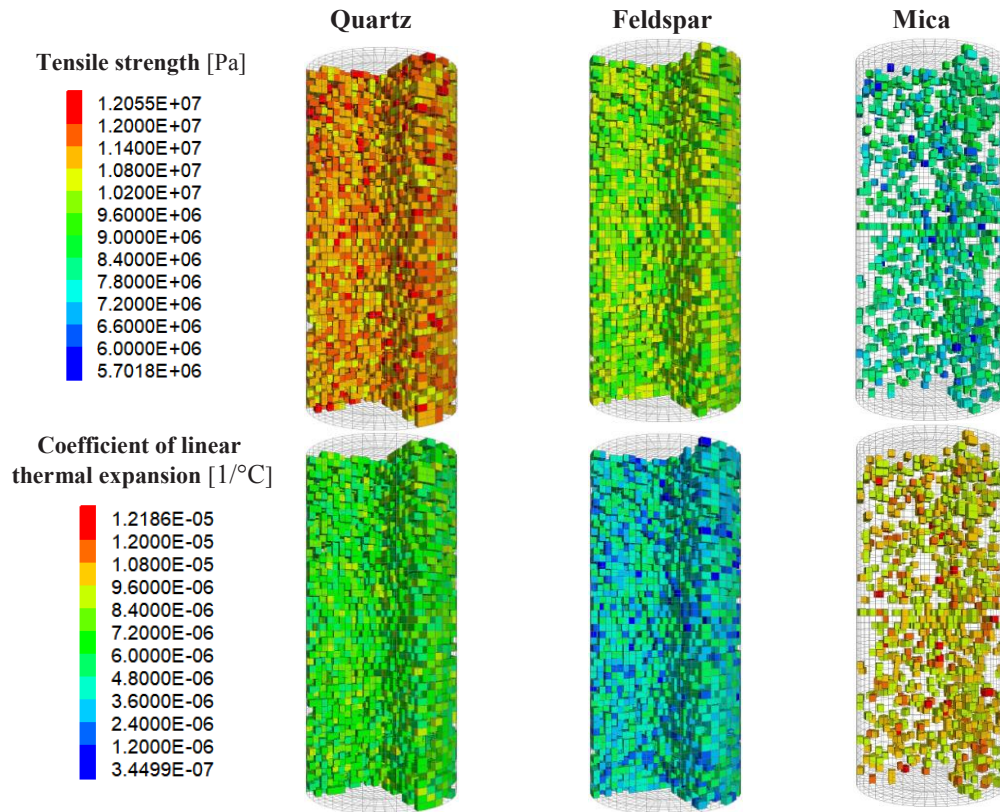 Quartz
Feldspar
Mica
Tensile strength [Pa]
1.2055E+07
1.2000E+07
1.1400E+07
1.0800E+07
1.0200E+07
9.6000E+06
9.0000E+06
8.4000E+06
7.8000E+06
7.2000E+06
6.6000E+06
6.0000E+06
5.7018E+06
Coefficient of linear
thermal expansion [1/°C]
1.2186E-05
1.2000E-05
1.0800E-05
9.6000E-06
8.4000E-06
7.2000E-06
6.0000E-06
4.8000E-06
3.6000E-06
2.4000E-06
1.2000E-06
3.4499E-07